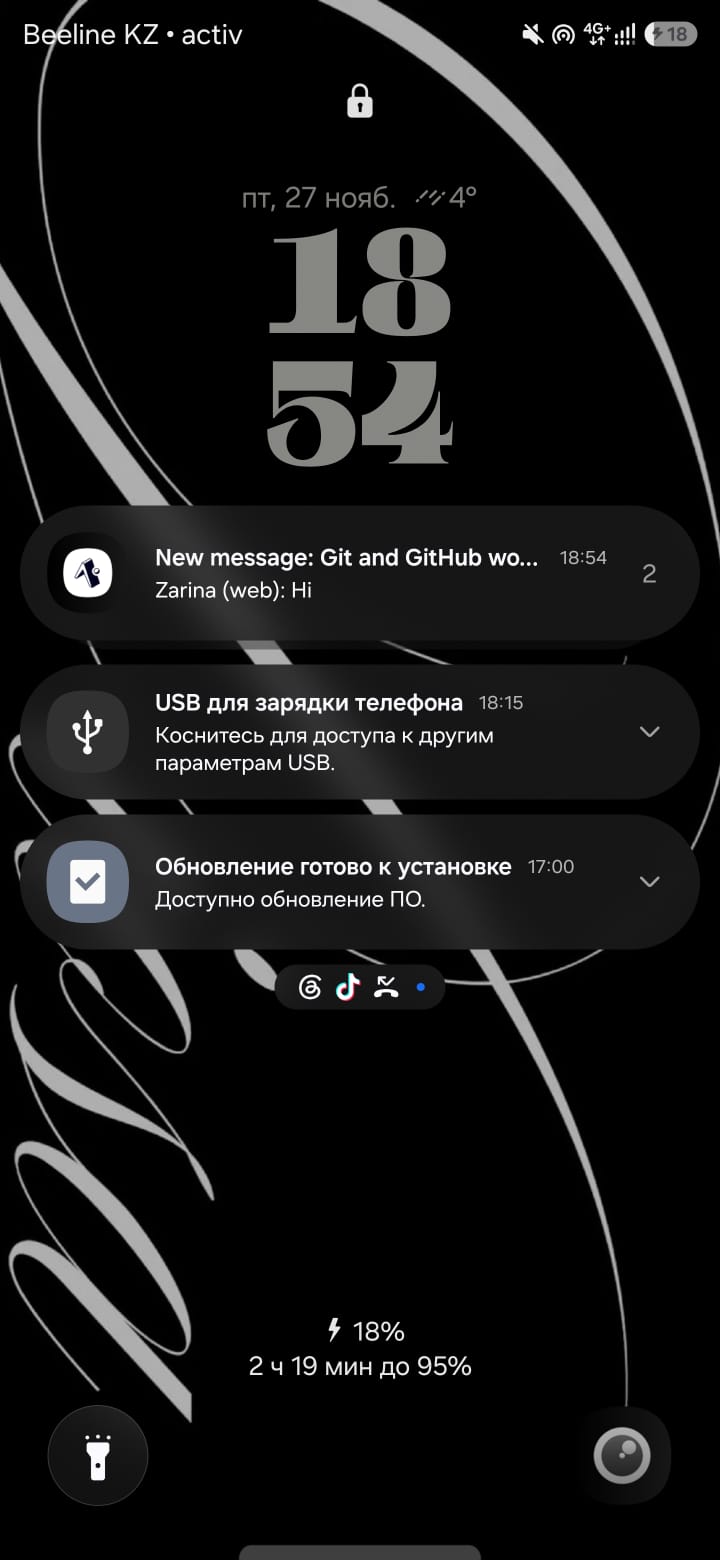 Beeline KZ • activ
4G+
18
пт, 27 нояб. 4°
18
54
New message: Git and GitHub wo... 18:54
2
Zarina (web): Hi
USB для зарядки телефона 18:15
Коснитесь для доступа к другим
параметрам USB.
Обновление готово к установке 17:00
Доступно обновление ПО.
18%
2 ч 19 мин до 95%